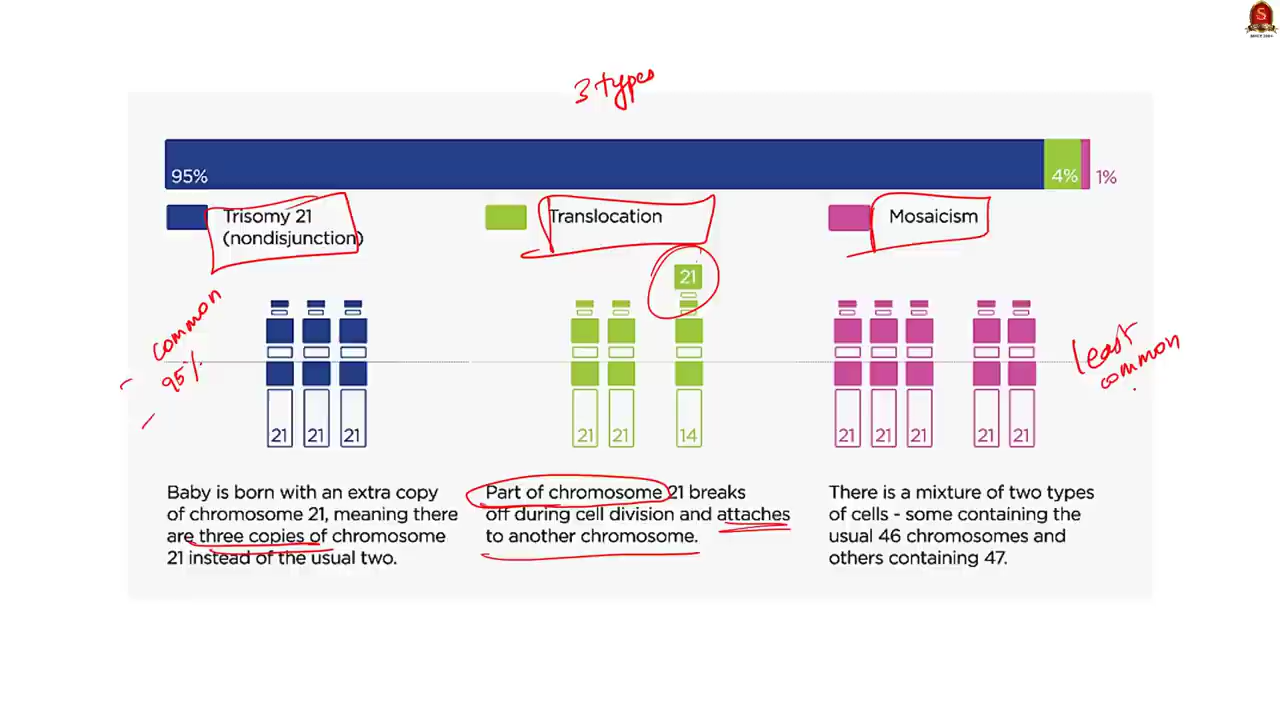 S
SINCE 2004
3 types
95%
4%
1%
Trisomy 21
(nondisjunction)
Translocation
Mosaicism
21
common
95%
least
common
21 21 21
21 21 14
21 21 21 21 21
Baby is born with an extra copy
of chromosome 21, meaning there
are three copies of chromosome
21 instead of the usual two.
Part of chromosome 21 breaks
off during cell division and attaches
to another chromosome.
There is a mixture of two types
of cells - some containing the
usual 46 chromosomes and
others containing 47.